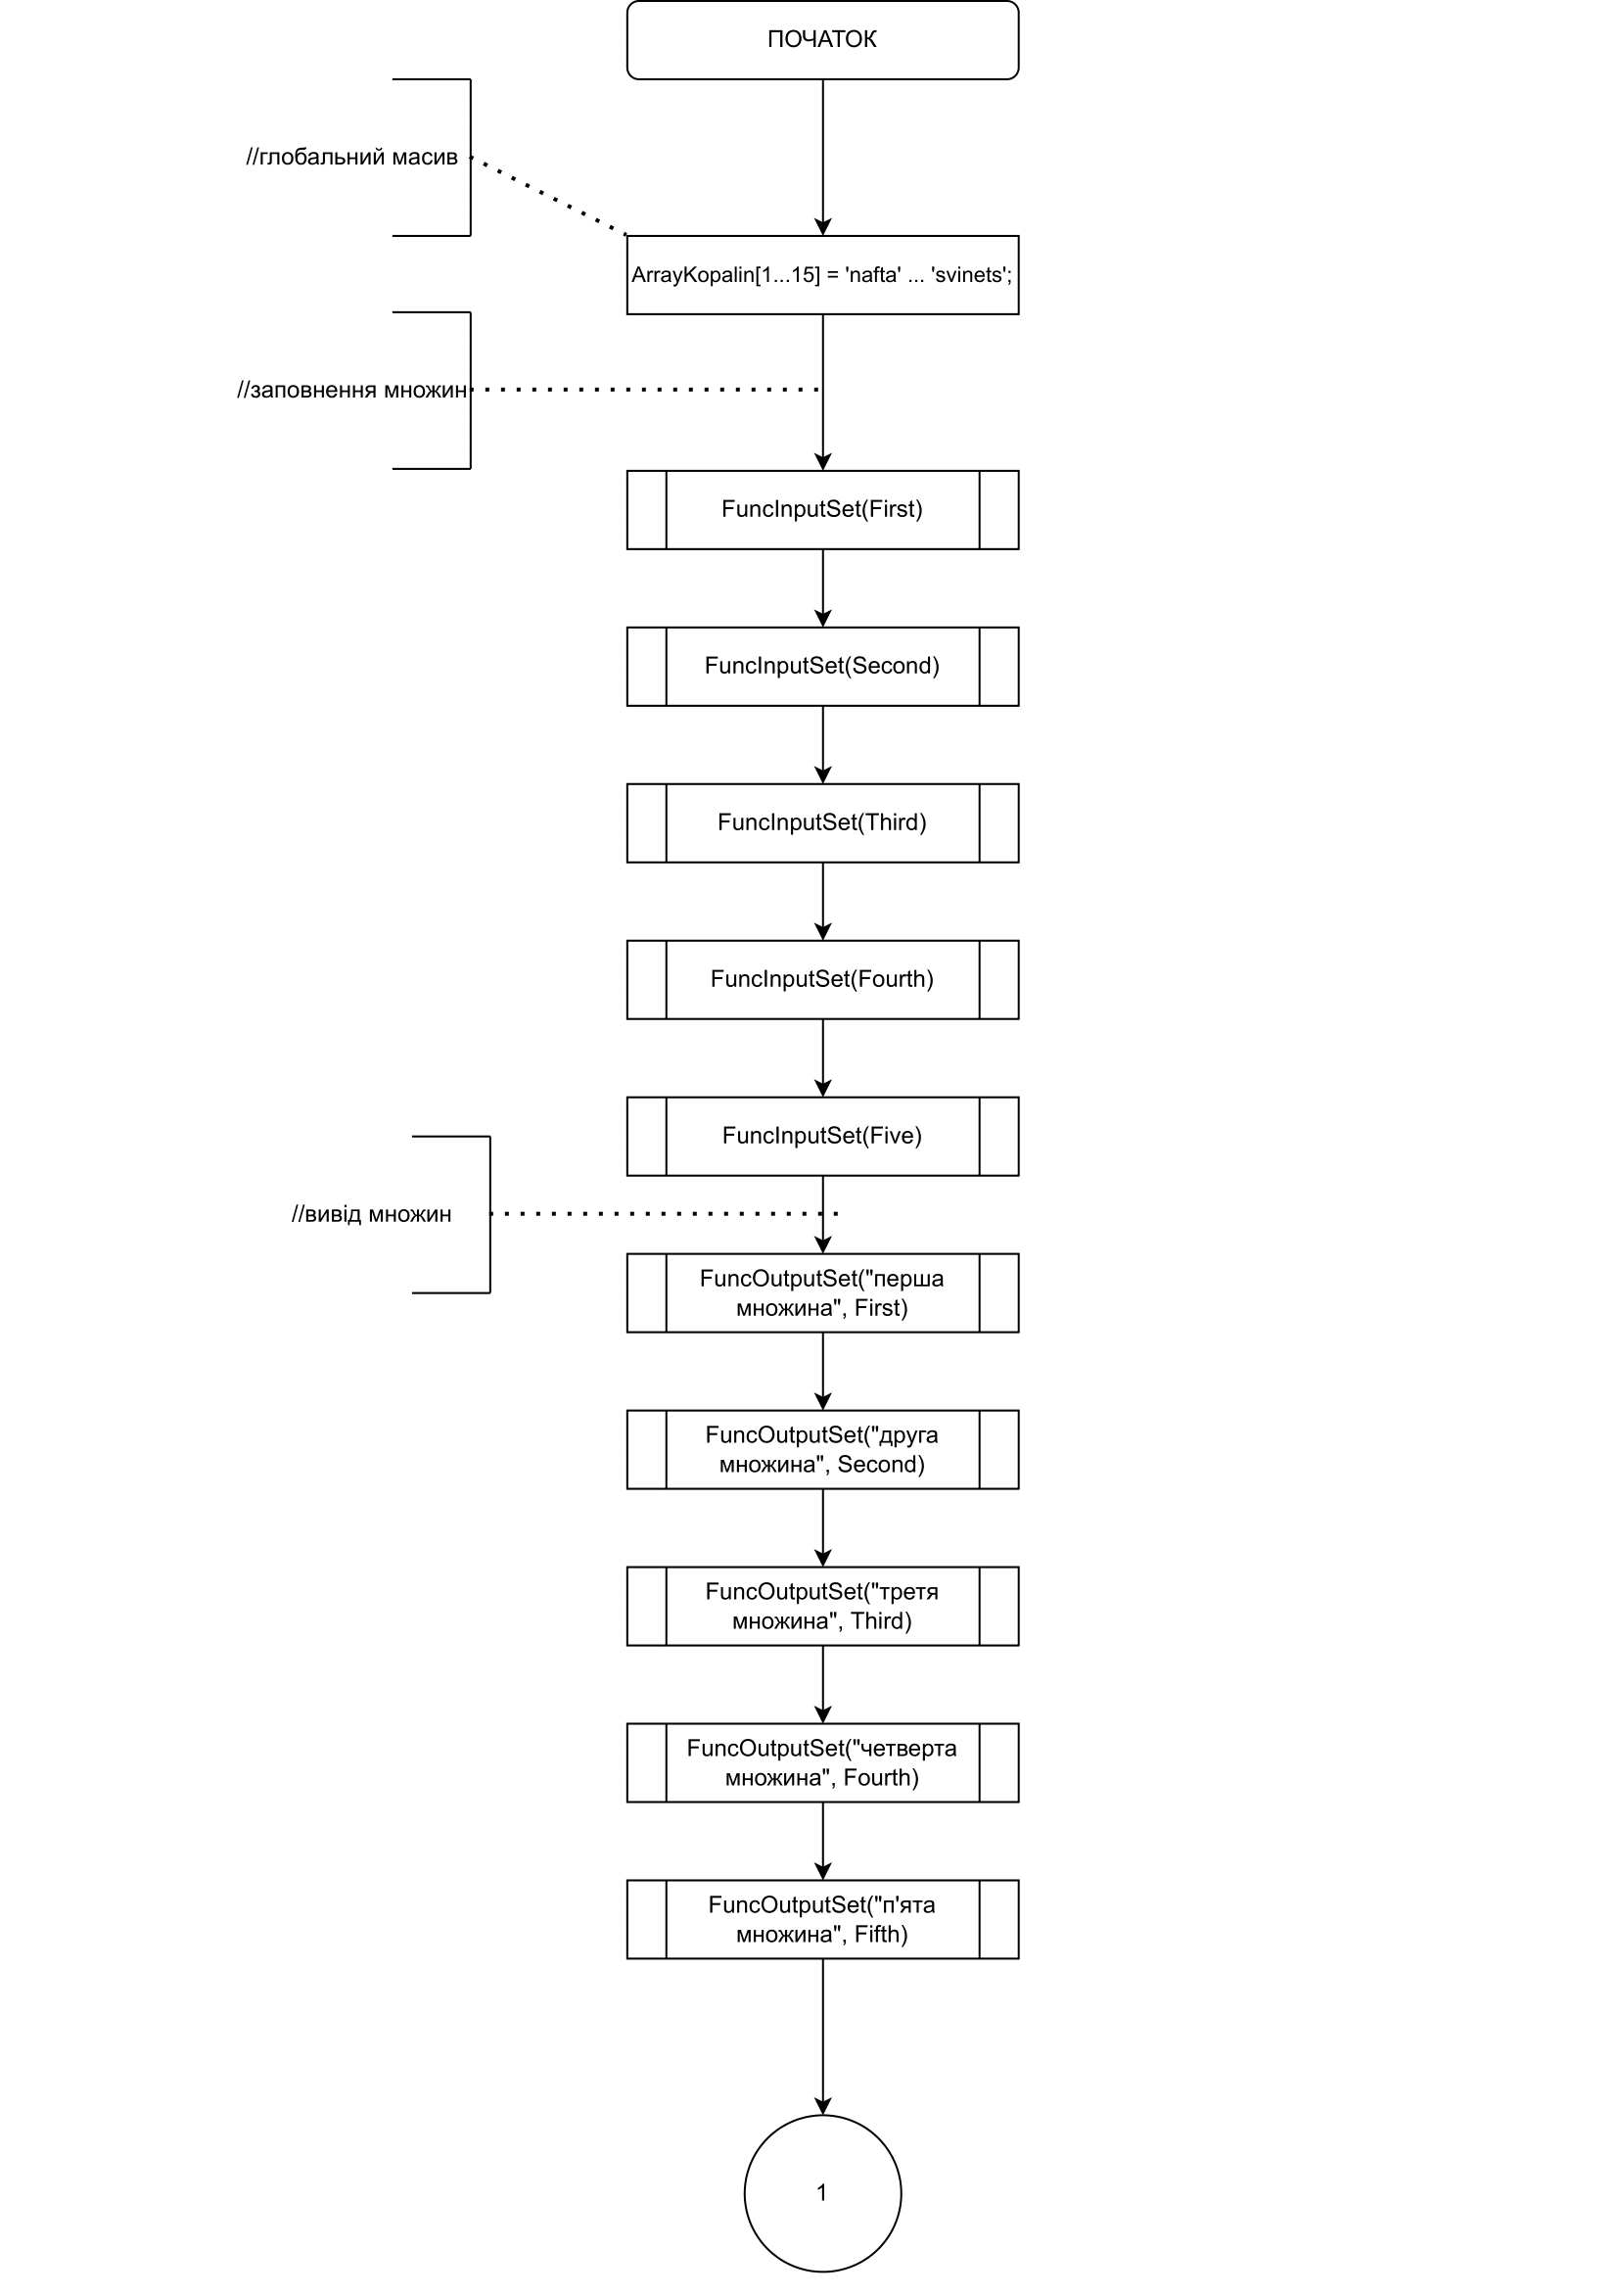 ПОЧАТОК
//глобальний масив
ArrayKopalin[1...15] = 'nafta' ... 'svinets';
//заповнення множин
FuncInputSet(First)
FuncInputSet(Second)
FuncInputSet(Third)
FuncInputSet(Fourth)
FuncInputSet(Five)
//вивід множин
FuncOutputSet("перша
множина", First)
FuncOutputSet("друга
множина", Second)
FuncOutputSet("третя
множина", Third)
FuncOutputSet("четверта
множина", Fourth)
FuncOutputSet("п'ята
множина", Fifth)
1